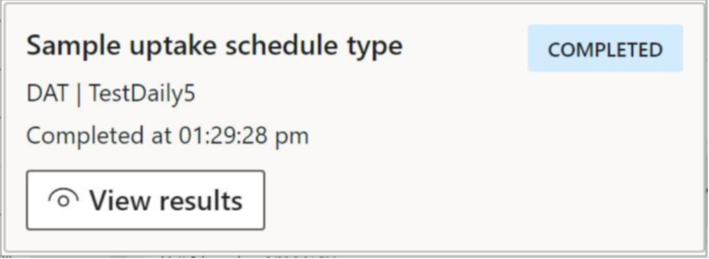 Sample uptake schedule type
COMPLETED
DAT | TestDaily5
Completed at 01:29:28 pm
View results